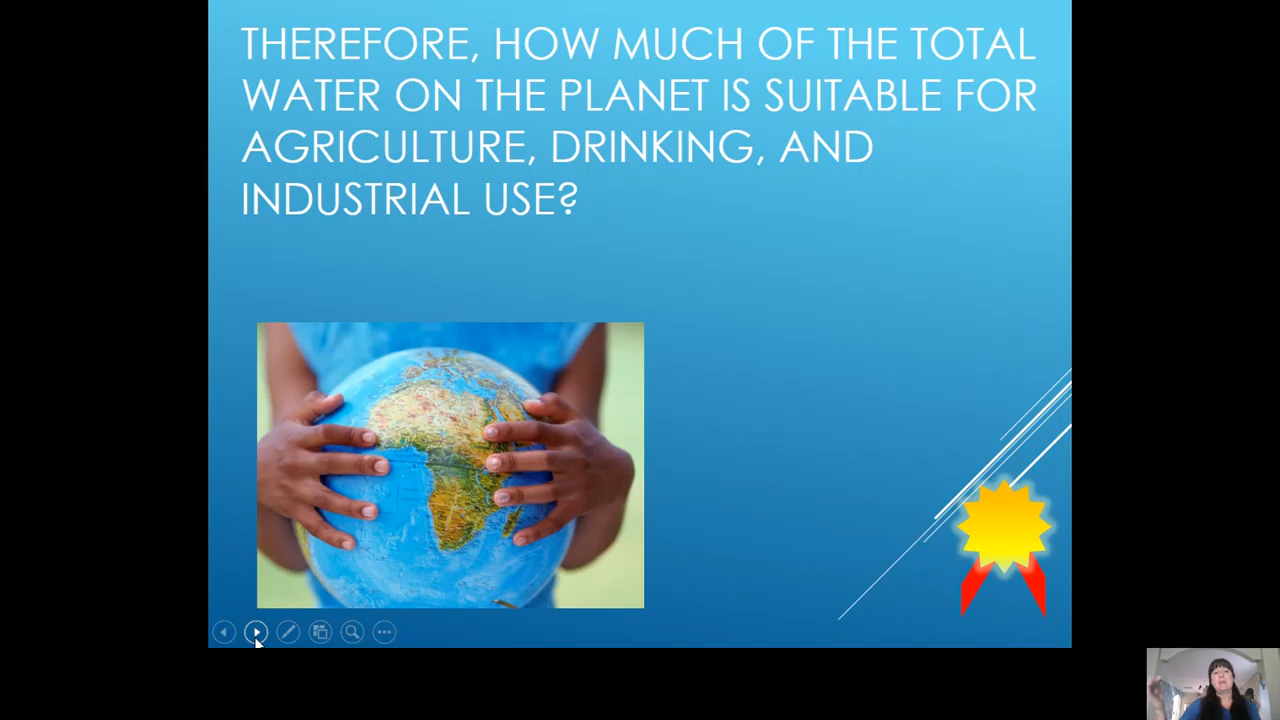 THEREFORE, HOW MUCH OF THE TOTAL
WATER ON THE PLANET IS SUITABLE FOR
AGRICULTURE, DRINKING, AND
INDUSTRIAL USE?